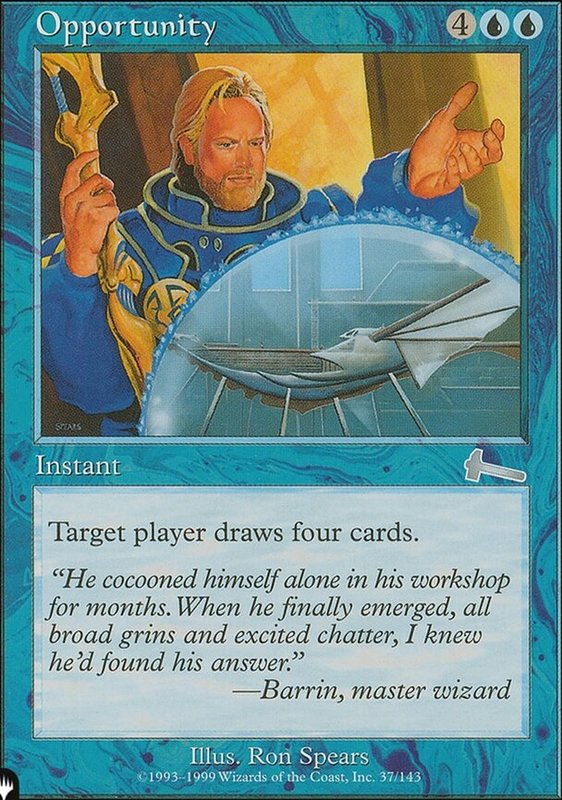 Opportunity 4
SPEARS
Instant
Target player draws four cards.
“He cocooned himself alone in his workshop
for months. When he finally emerged, all
broad grins and excited chatter, I knew
he’d found his answer.”
—Barrin, master wizard
Illus. Ron Spears
©1993–1999 Wizards of the Coast, Inc. 37/143